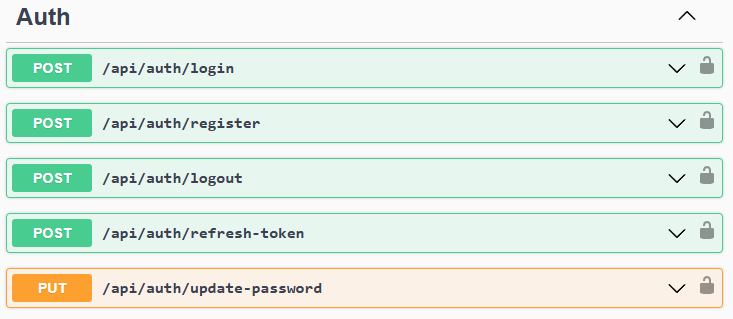 Auth
POST /api/auth/login
POST /api/auth/register
POST /api/auth/logout
POST /api/auth/refresh-token
PUT /api/auth/update-password